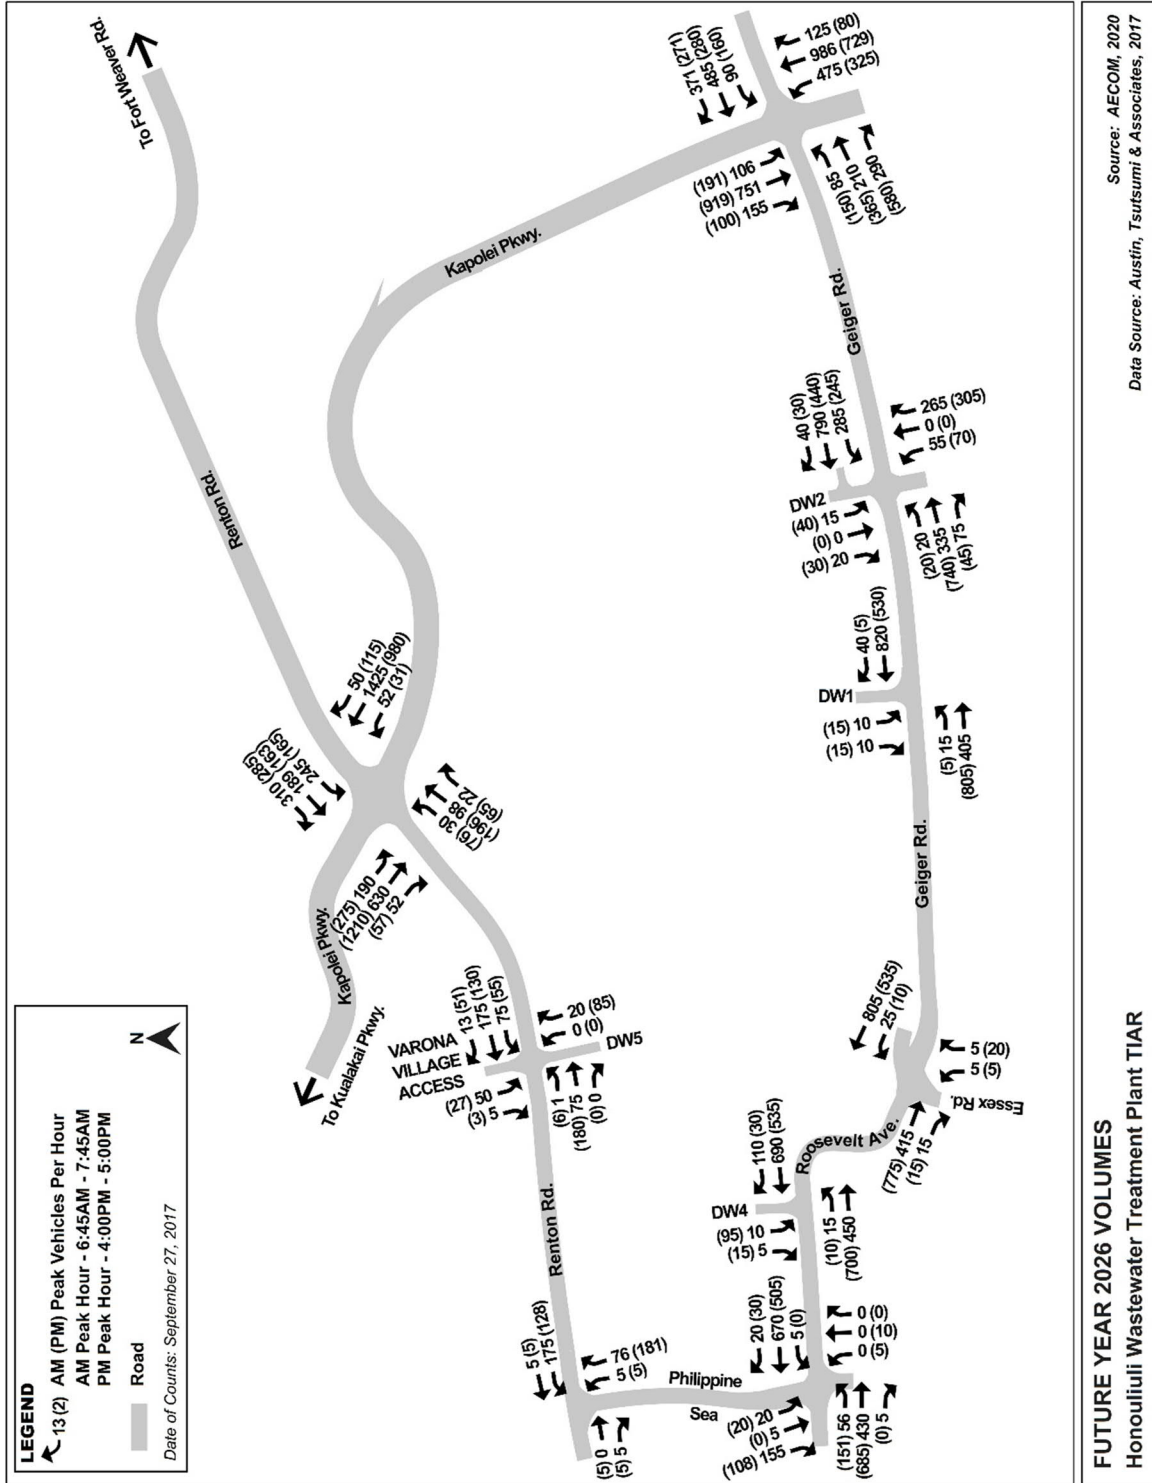 LEGEND
13 (2) AM (PM) Peak Vehicles Per Hour
AM Peak Hour - 6:45AM - 7:45AM
PM Peak Hour - 4:00PM - 5:00PM
Road
N
Date of Counts: September 27, 2017
To Fort Weaver Rd.
Renton Rd.
Kapolei Pkwy.
371 (271)
485 (280)
90 (160)
125 (80)
986 (729)
475 (325)
(191) 106
(919) 751
(100) 155
(150) 85
(365) 210
(580) 290
Geiger Rd.
310 (285)
189 (163)
245 (165)
50 (115)
1425 (980)
52 (31)
(275) 190
(1210) 630
(57) 52
(76) 30
(196) 98
(65) 22
Kapolei Pkwy.
To Kualakai Pkwy.
DW2
40 (30)
790 (440)
285 (245)
265 (305)
0 (0)
55 (70)
(40) 15
(0) 0
(30) 20
(20) 20
(740) 335
(45) 75
DW1
40 (5)
820 (530)
(15) 10
(15) 10
(5) 15
(805) 405
Geiger Rd.
VARONA
VILLAGE
ACCESS
13 (51)
175 (130)
75 (55)
20 (85)
0 (0)
DW5
(27) 50
(3) 5
(6) 1
(180) 75
(0) 0
Renton Rd.
805 (535)
25 (10)
5 (20)
5 (5)
Essex Rd.
(775) 415
(15) 15
Roosevelt Ave.
DW4
110 (30)
690 (535)
(95) 10
(15) 5
(10) 15
(700) 450
5 (5)
175 (128)
76 (181)
5 (5)
(5) 0
(5) 5
Philippine
Sea
20 (30)
670 (505)
5 (0)
0 (0)
0 (10)
0 (5)
(20) 20
(0) 5
(108) 155
(151) 56
(685) 430
(0) 5
FUTURE YEAR 2026 VOLUMES
Honouliuli Wastewater Treatment Plant TIAR
Source: AECOM, 2020
Data Source: Austin, Tsutsumi & Associates, 2017